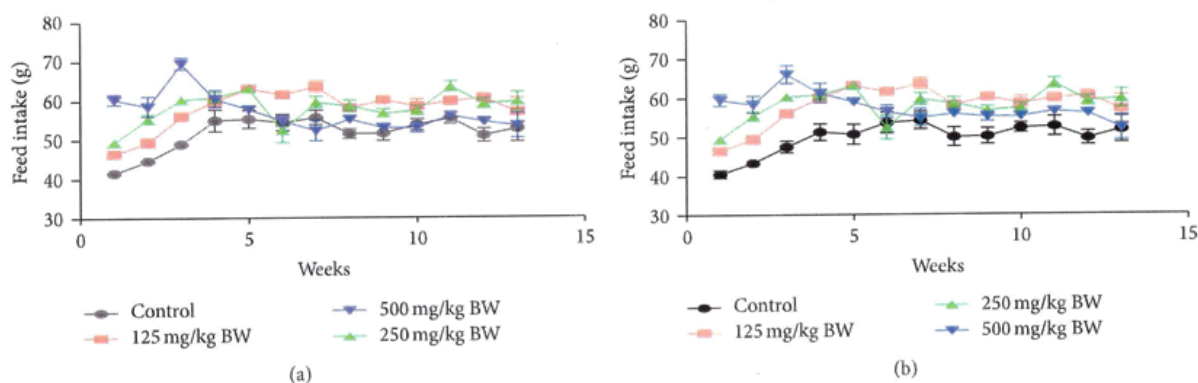 80
70
60
50
40
30
Feed intake (g)
0
5
10
15
Weeks
Control
125 mg/kg BW
500 mg/kg BW
250 mg/kg BW
(a)
80
70
60
50
40
30
Feed intake (g)
0
5
10
15
Weeks
Control
125 mg/kg BW
250 mg/kg BW
500 mg/kg BW
(b)